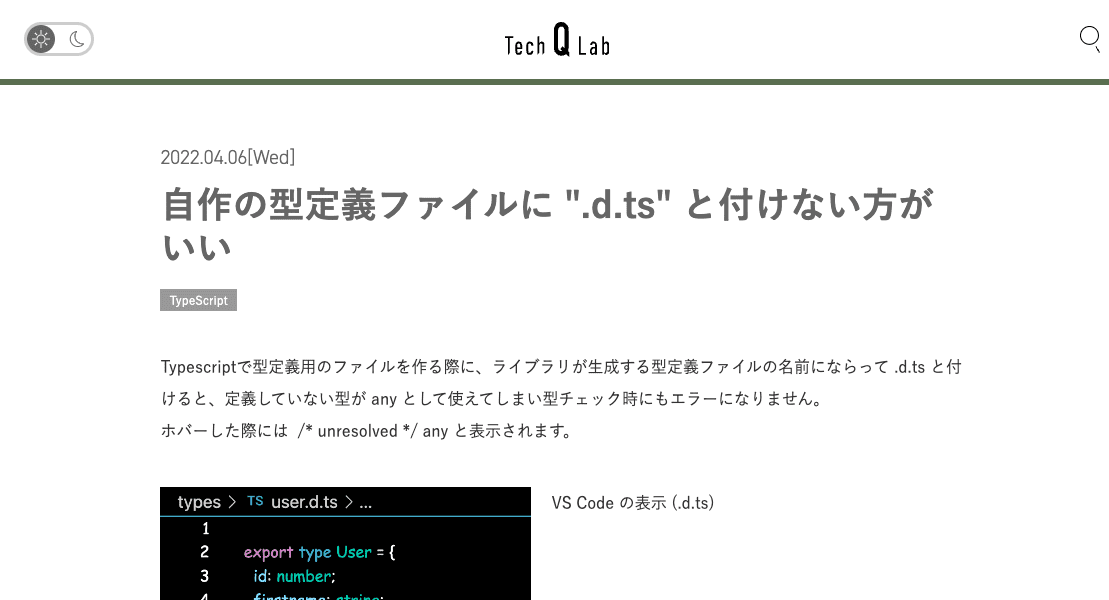 Tech Q Lab
2022.04.06[Wed]
自作の型定義ファイルに ".d.ts" と付けない方が
いい
TypeScript
Typescriptで型定義用のファイルを作る際に、ライブラリが生成する型定義ファイルの名前にならって .d.ts と付
けると、定義していない型が any として使えてしまい型チェック時にもエラーになりません。
ホバーした際には /* unresolved */ any と表示されます。
types > TS user.d.ts > ...
VS Code の表示 (.d.ts)
1
2 export type User = {
3 id: number;
4 firstname: string;